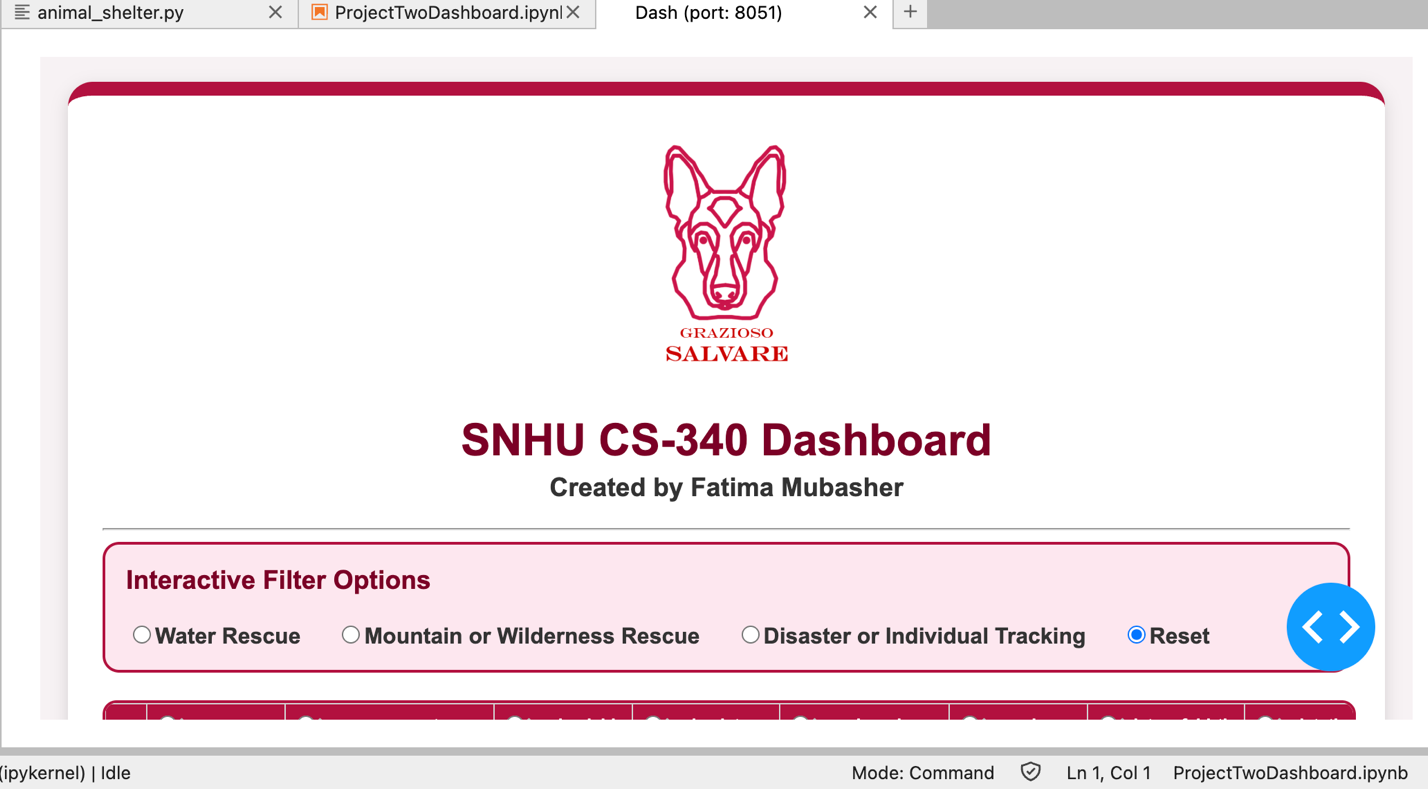 animal_shelter.py
ProjectTwoDashboard.ipynl
Dash (port: 8051)
GRAZIOSO
SALVARE
SNHU CS-340 Dashboard
Created by Fatima Mubasher
Interactive Filter Options
Water Rescue
Mountain or Wilderness Rescue
Disaster or Individual Tracking
Reset
(ipykernel) | Idle
Mode: Command
Ln 1, Col 1
ProjectTwoDashboard.ipynb